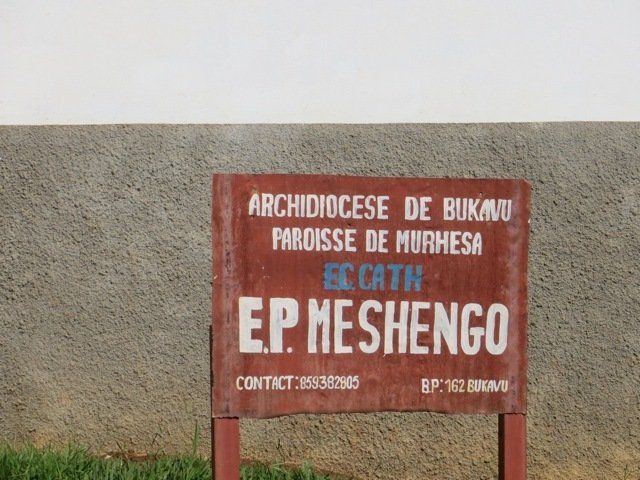 ARCHIDIOCESE DE BUKAVU
PAROISSE DE MURHESA
EC.CATH
E.P. MESHENGO
CONTACT: 859382805 B.P: 162 BUKAVU